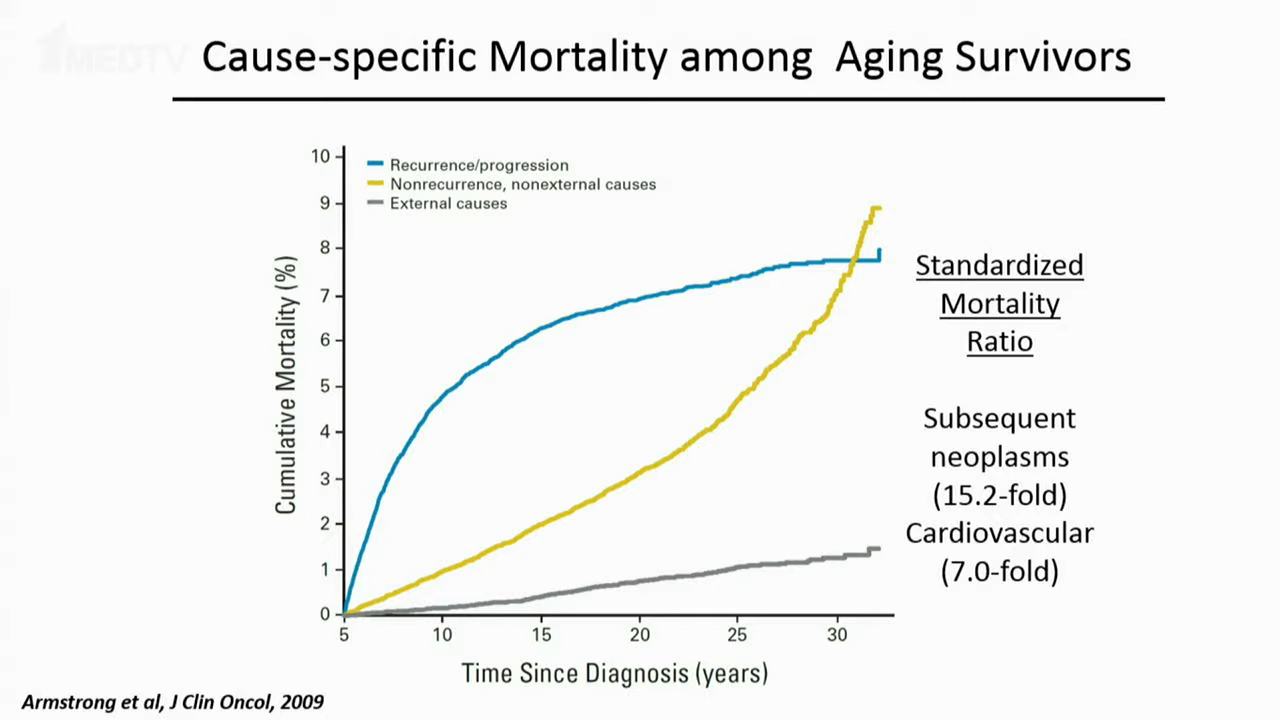 MEDTV
Cause-specific Mortality among Aging Survivors
10
9
8
7
6
5
4
3
2
1
0
Cumulative Mortality (%)
Recurrence/progression
Nonrecurrence, nonexternal causes
External causes
5 10 15 20 25 30
Time Since Diagnosis (years)
Standardized
Mortality
Ratio
Subsequent
neoplasms
(15.2-fold)
Cardiovascular
(7.0-fold)
Armstrong et al, J Clin Oncol, 2009